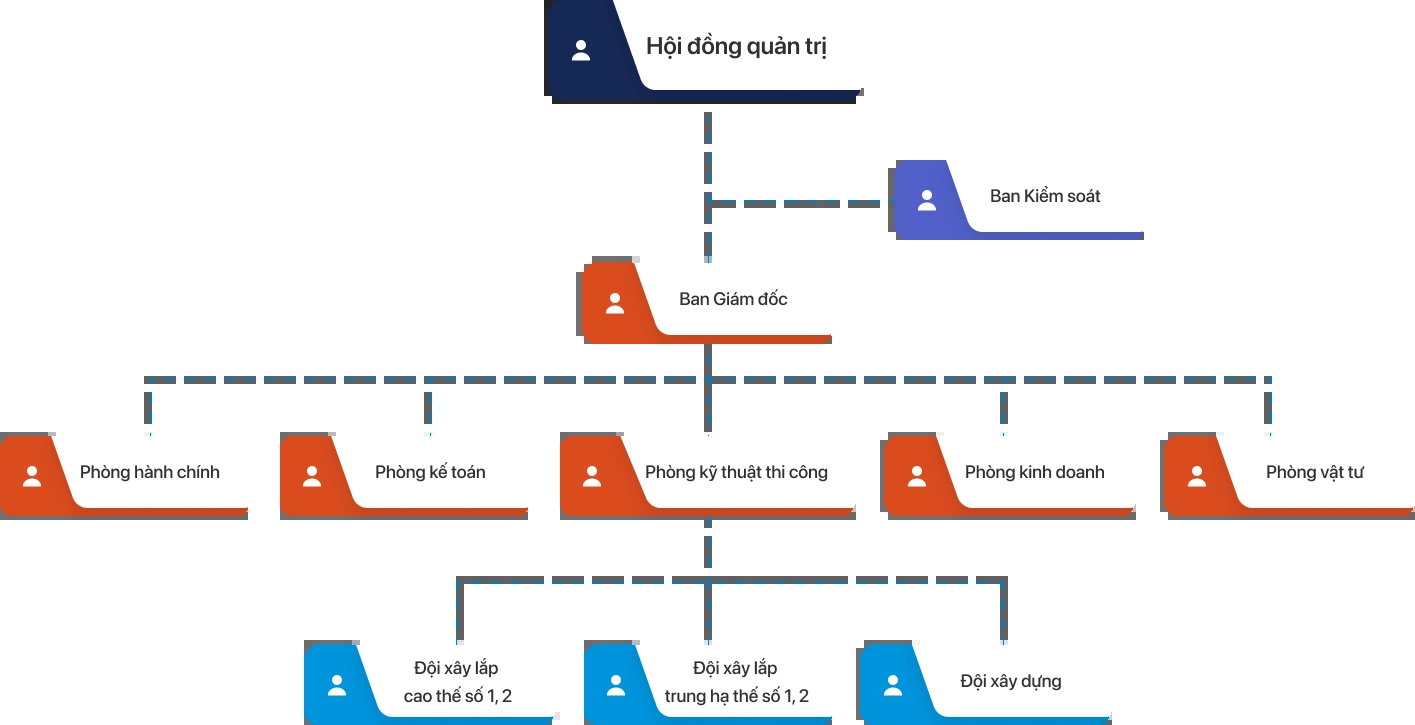 Hội đồng quản trị
Ban Kiểm soát
Ban Giám đốc
Phòng hành chính
Phòng kế toán
Phòng kỹ thuật thi công
Phòng kinh doanh
Phòng vật tư
Đội xây lắp
cao thế số 1, 2
Đội xây lắp
trung hạ thế số 1, 2
Đội xây dựng